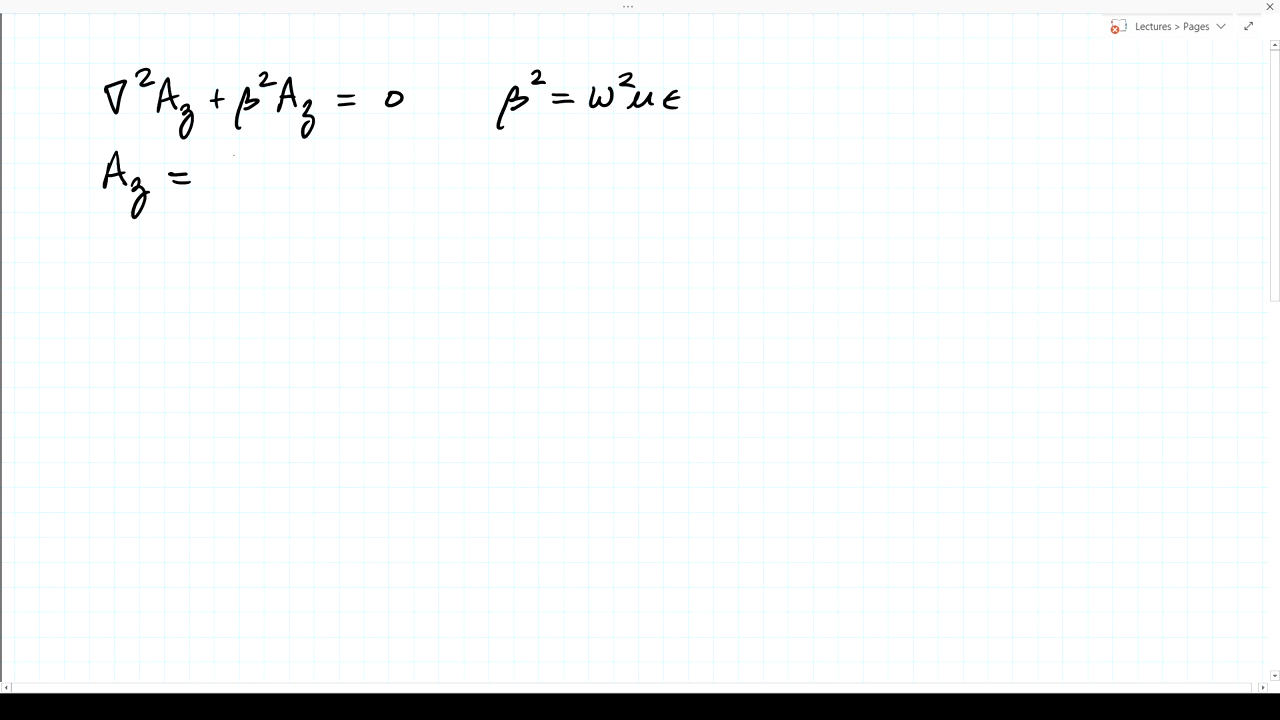 Lectures > Pages
∇²A_z + β²A_z = 0 β² = ω²με
A_z =